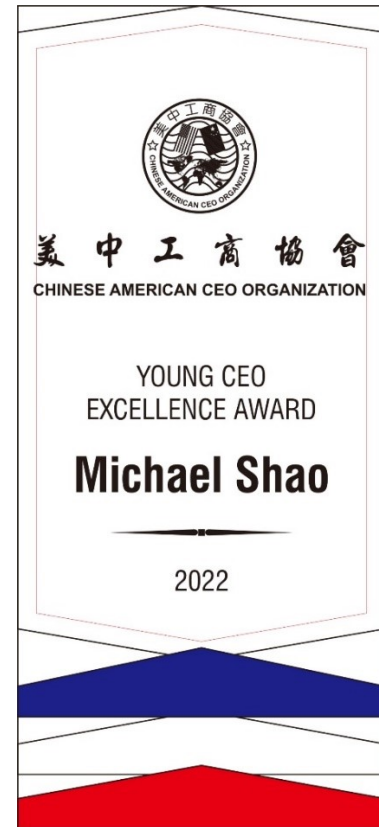 美中工商協會
CHINESE AMERICAN CEO ORGANIZATION
美中工商協會
CHINESE AMERICAN CEO ORGANIZATION
YOUNG CEO
EXCELLENCE AWARD
Michael Shao
2022